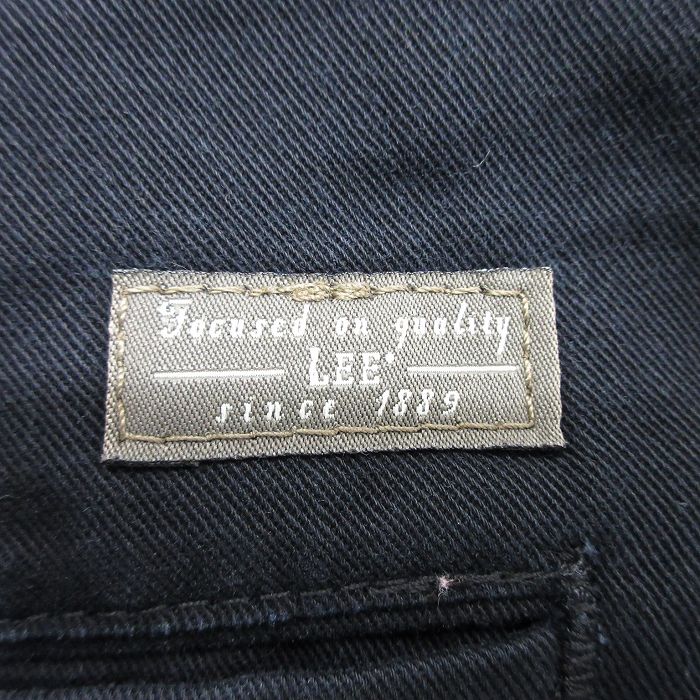 Focused on quality
LEE®
since 1889